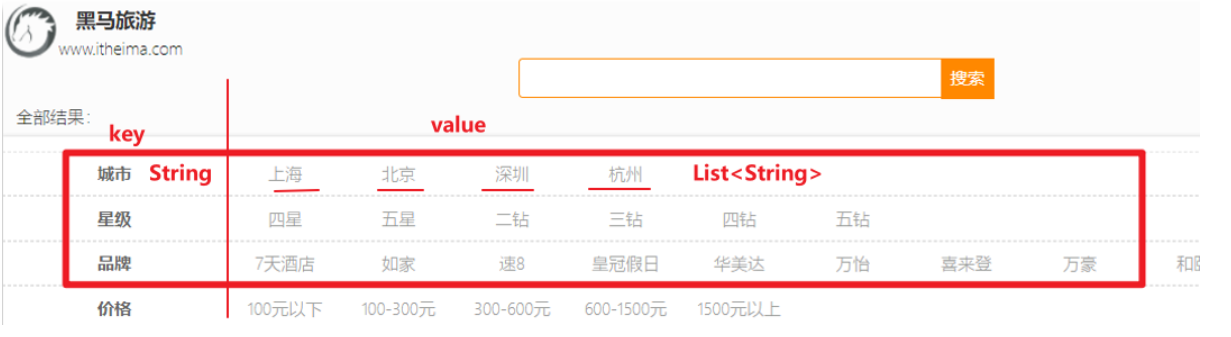 黑马旅游
www.itheima.com
搜索
全部结果:
key value
城市 String 上海 北京 深圳 杭州 List<String>
星级 四星 五星 二钻 三钻 四钻 五钻
品牌 7天酒店 如家 速8 皇冠假日 华美达 万怡 喜来登 万豪 和
价格 100元以下 100-300元 300-600元 600-1500元 1500元以上